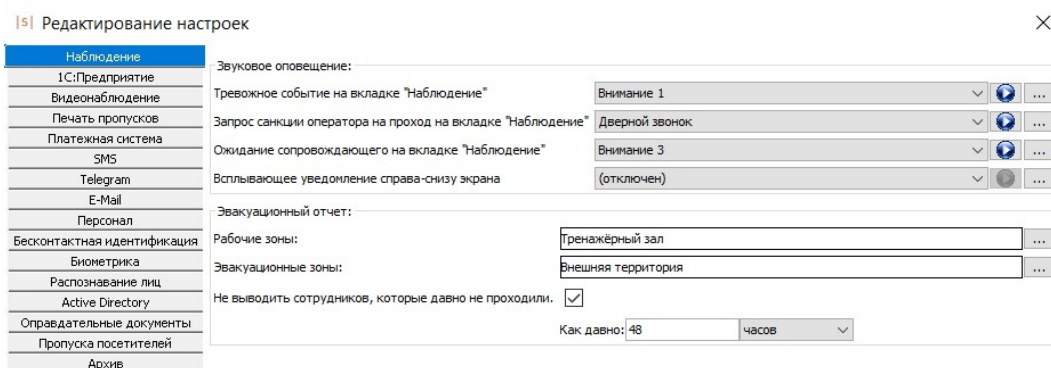 |S| Редактирование настроек
Наблюдение
1С:Предприятие
Видеонаблюдение
Печать пропусков
Платежная система
SMS
Telegram
E-Mail
Персонал
Бесконтактная идентификация
Биометрика
Распознавание лиц
Active Directory
Оправдательные документы
Пропуска посетителей
Архив
Звуковое оповещение:
Тревожное событие на вкладке "Наблюдение" Внимание 1 ...
Запрос санкции оператора на проход на вкладке "Наблюдение" Дверной звонок ...
Ожидание сопровождающего на вкладке "Наблюдение" Внимание 3 ...
Всплывающее уведомление справа-снизу экрана (отключен) ...
Эвакуационный отчет:
Рабочие зоны: Тренажёрный зал ...
Эвакуационные зоны: Внешняя территория ...
Не выводить сотрудников, которые давно не проходили.
Как давно: 48 часов